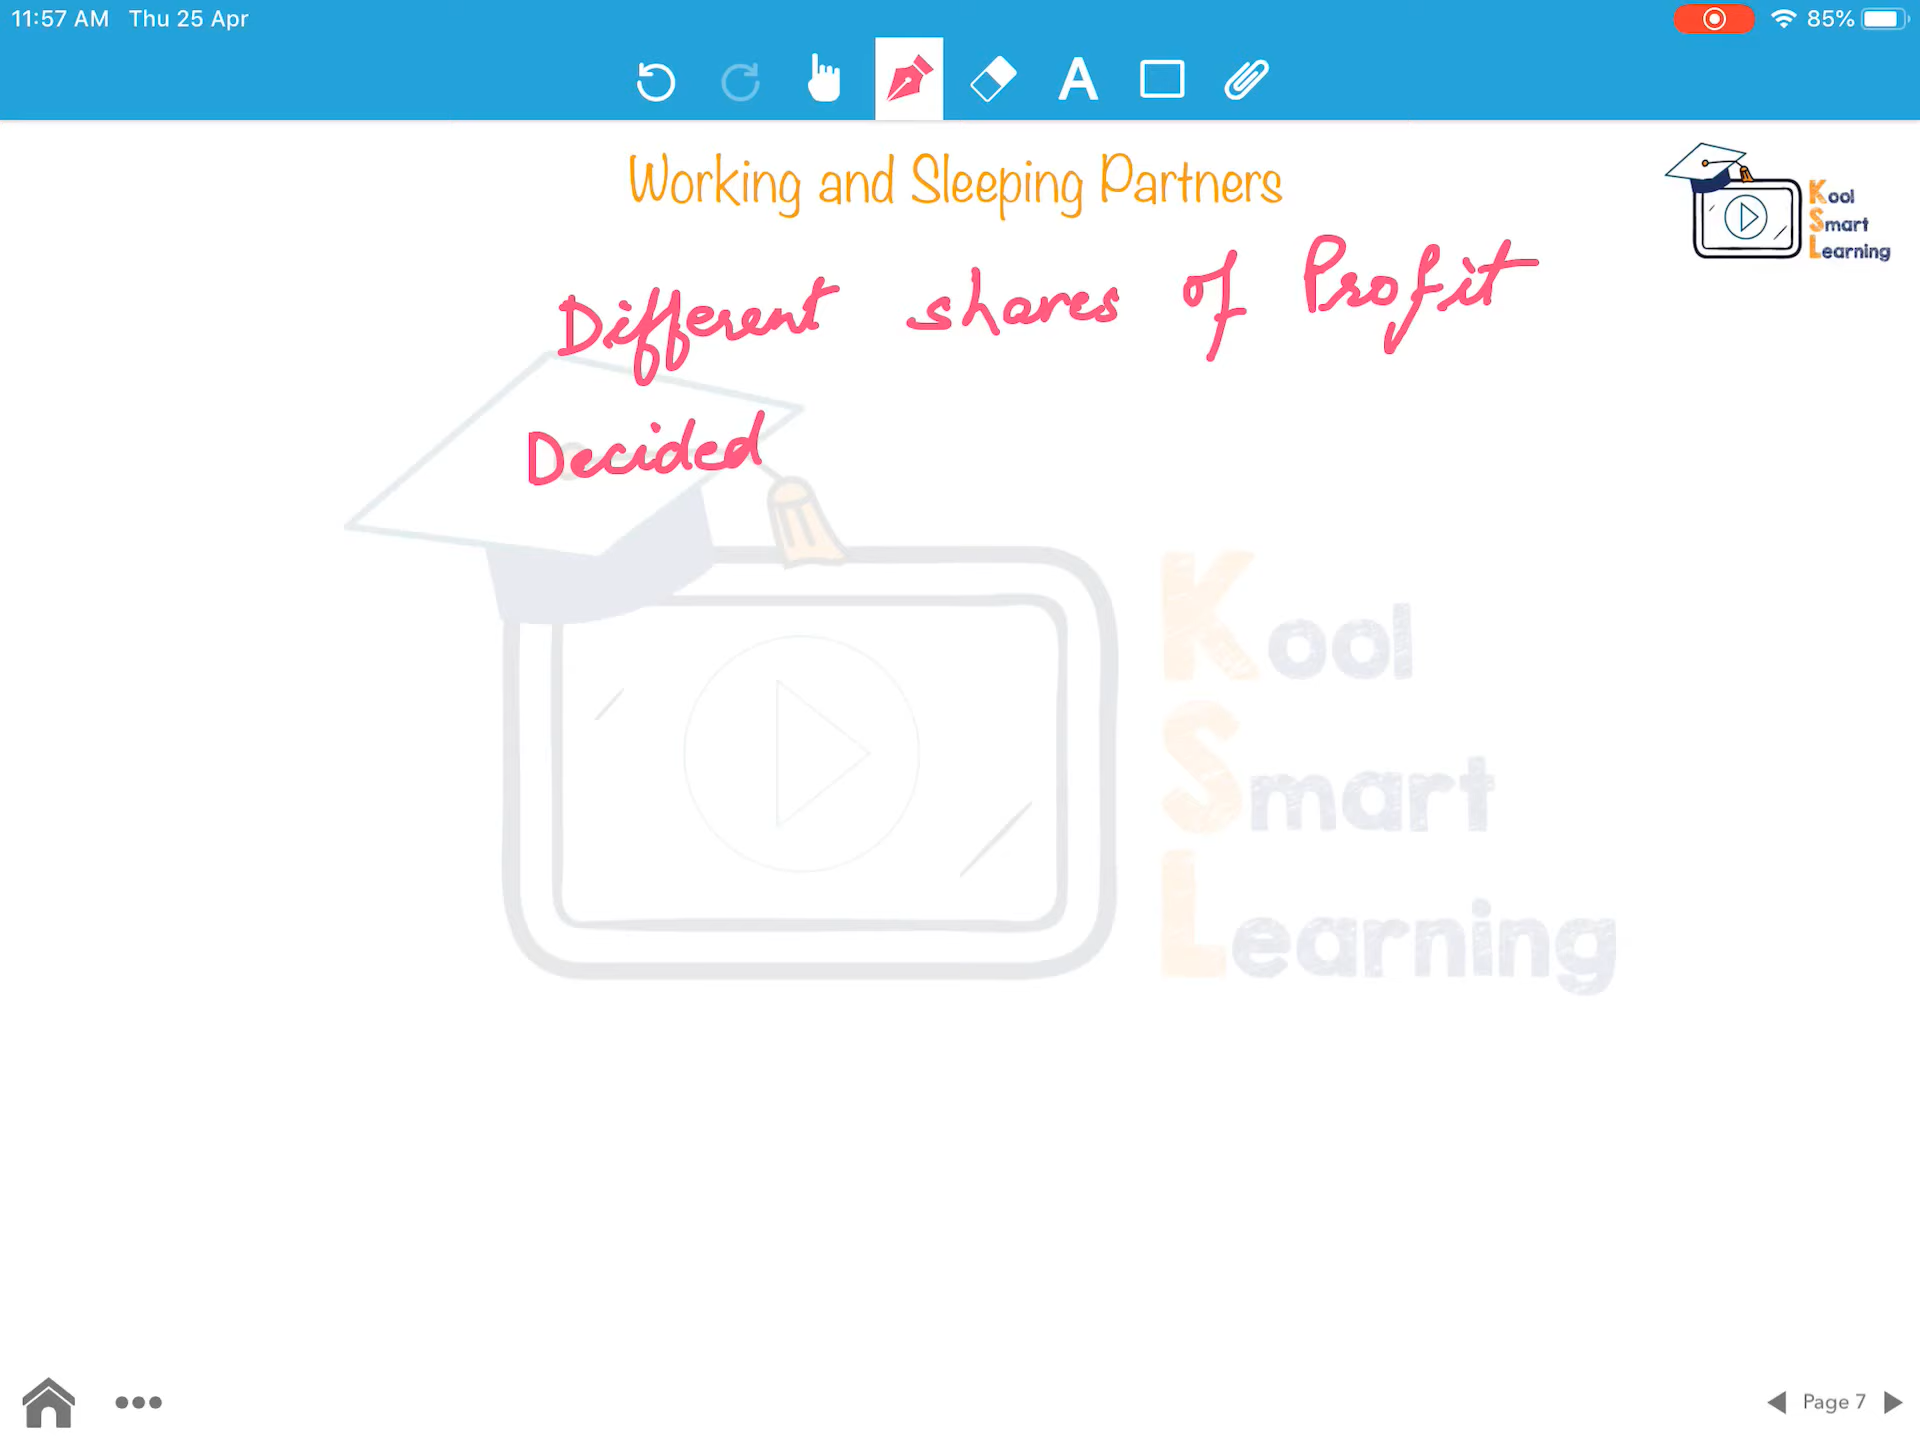 11:57 AM Thu 25 Apr
85%
A
Working and Sleeping Partners
Kool
Smart
Learning
Different shares of Profit
Decided
Kool
Smart
Learning
Page 7